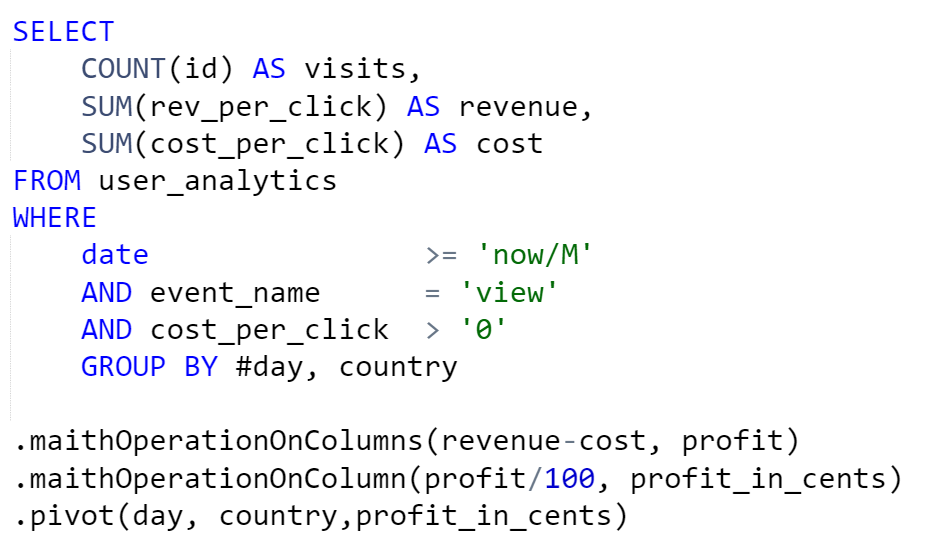 SELECT
COUNT(id) AS visits,
SUM(rev_per_click) AS revenue,
SUM(cost_per_click) AS cost
FROM user_analytics
WHERE
date >= 'now/M'
AND event_name = 'view'
AND cost_per_click > '0'
GROUP BY #day, country
.maithOperationOnColumns(revenue-cost, profit)
.maithOperationOnColumn(profit/100, profit_in_cents)
.pivot(day, country,profit_in_cents)